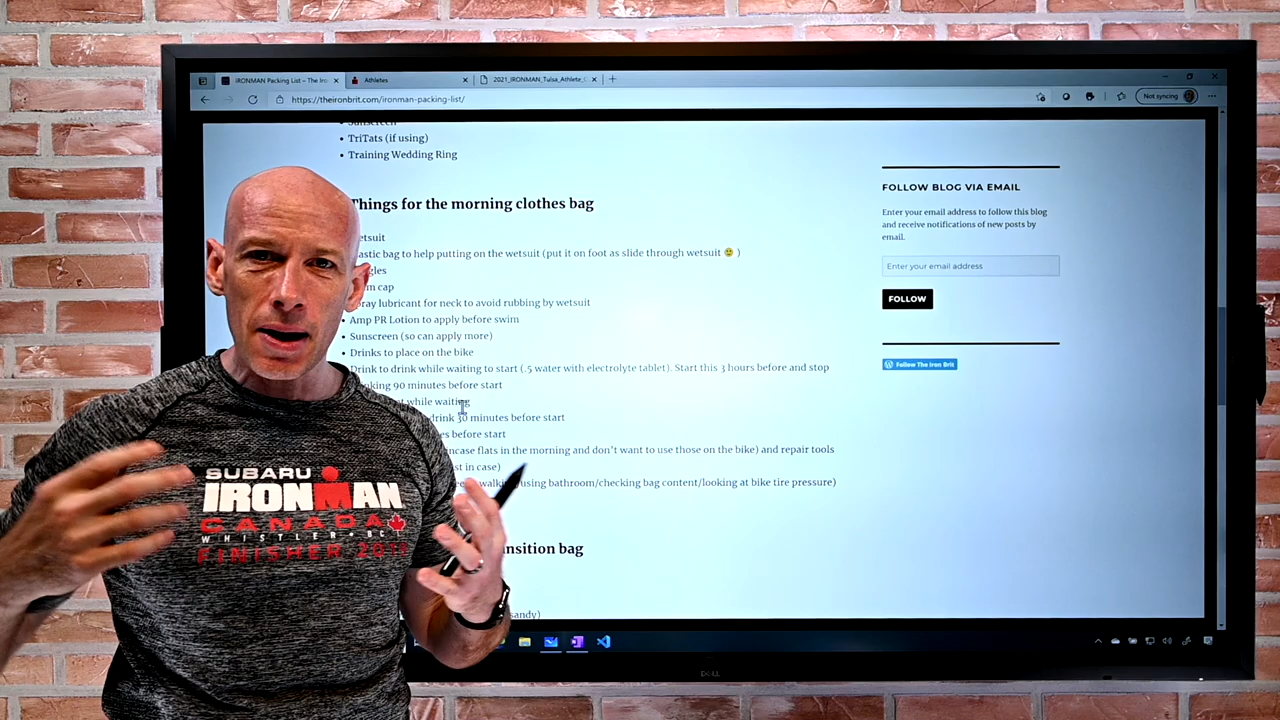 IRONMAN Packing List – The Iro
Athletes
2021_IRONMAN_Tulsa_Athlete_
https://theironbrit.com/ironman-packing-list/
Not syncing
Sunscreen
• TriTats (if using)
• Training Wedding Ring
Things for the morning clothes bag
etsuit
astic bag to help putting on the wetsuit (put it on foot as slide through wetsuit 🙂 )
gles
m cap
pray lubricant for neck to avoid rubbing by wetsuit
• Amp PR Lotion to apply before swim
• Sunscreen (so can apply more)
• Drinks to place on the bike
Drink to drink while waiting to start (.5 water with electrolyte tablet). Start this 3 hours before and stop
nking 90 minutes before start
t while waiting
drink 30 minutes before start
es before start
ncase flats in the morning and don't want to use those on the bike) and repair tools
st in case)
walking/using bathroom/checking bag content/looking at bike tire pressure)
nsition bag
sandy)
FOLLOW BLOG VIA EMAIL
Enter your email address to follow this blog
and receive notifications of new posts by
email.
Enter your email address
FOLLOW
Follow The Iron Brit
SUBARU
IRONMAN
CANADA
WHISTLER • BC
FINISHER 201
DELL